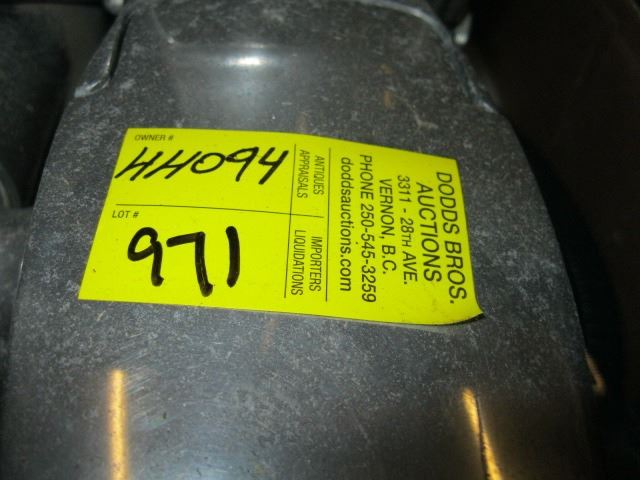 OWNER #
HH094
LOT #
971
ANTIQUES
APPRAISALS
IMPORTERS
LIQUIDATIONS
DODDS BROS.
AUCTIONS
3311 - 28TH AVE.
VERNON, B.C.
PHONE 250-545-3259
doddsauctions.com